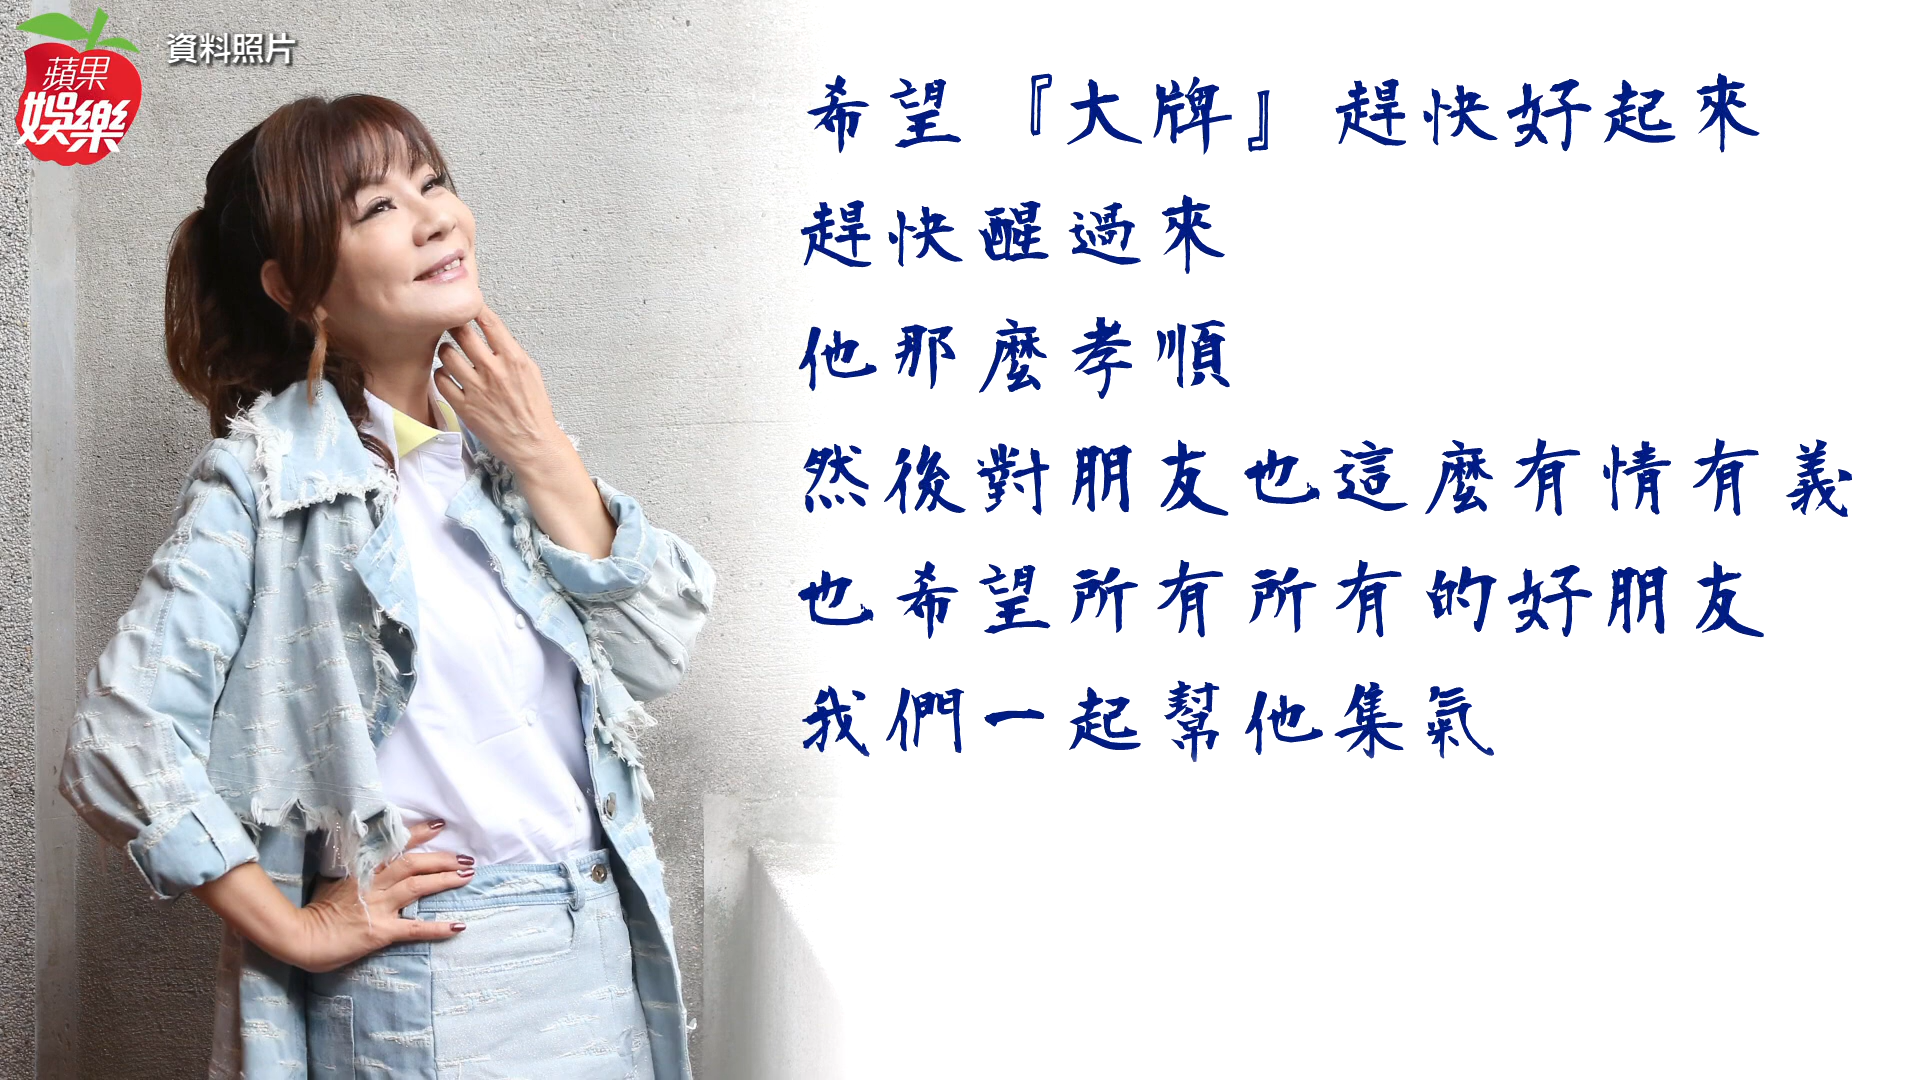 蘋果
娛樂
資料照片
希望『大牌』趕快好起來
趕快醒過來
他那麼孝順
然後對朋友也這麼有情有義
也希望所有所有的好朋友
我們一起幫他集氣